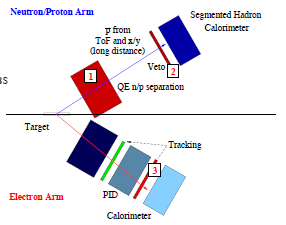 Neutron/Proton Arm
Segmented Hadron
Calorimeter
p from
ToF and x/y
(long distance)
Veto
2
1
QE n/p separation
BS
Target
Tracking
3
Electron Arm
PID
Calorimeter